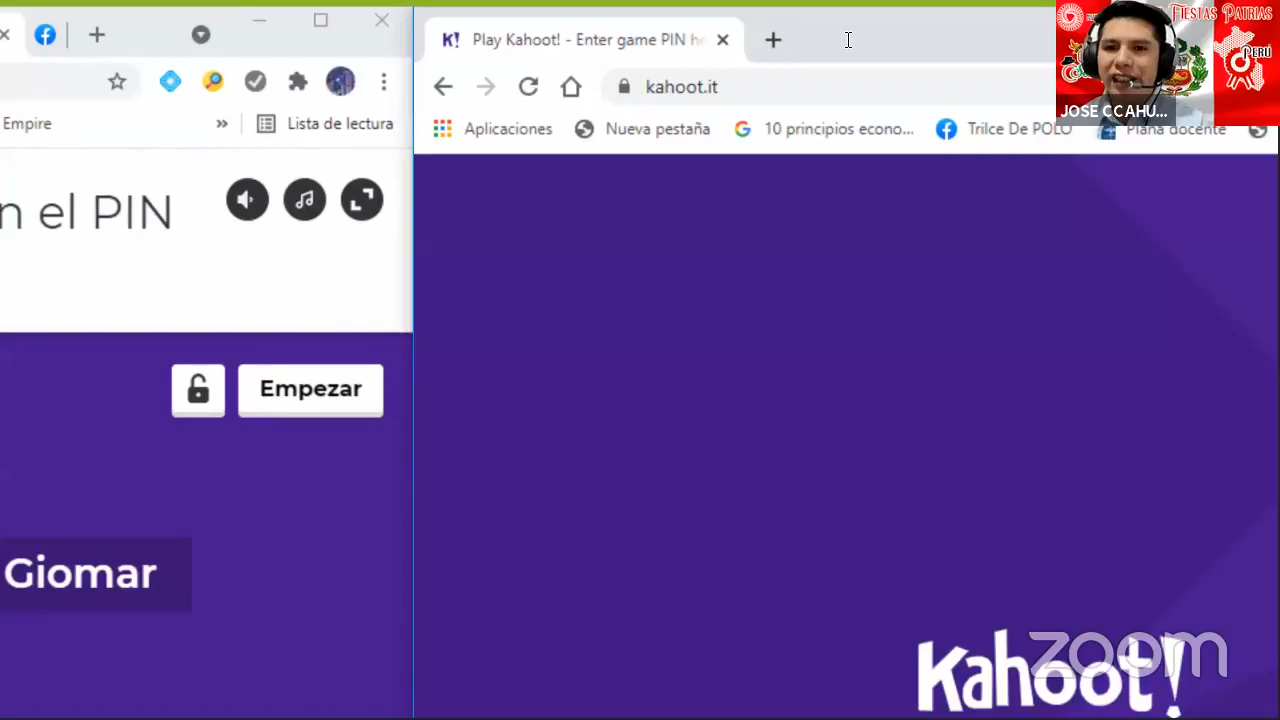 Play Kahoot! - Enter game PIN he
FIESTAS PATRIAS
PERÚ
kahoot.it
JOSE CCAHU...
Empire
»
Lista de lectura
Aplicaciones
Nueva pestaña
10 principios econo...
Trilce De POLO
Plana docente
n el PIN
Empezar
Giomar
Kahoot!
zoom